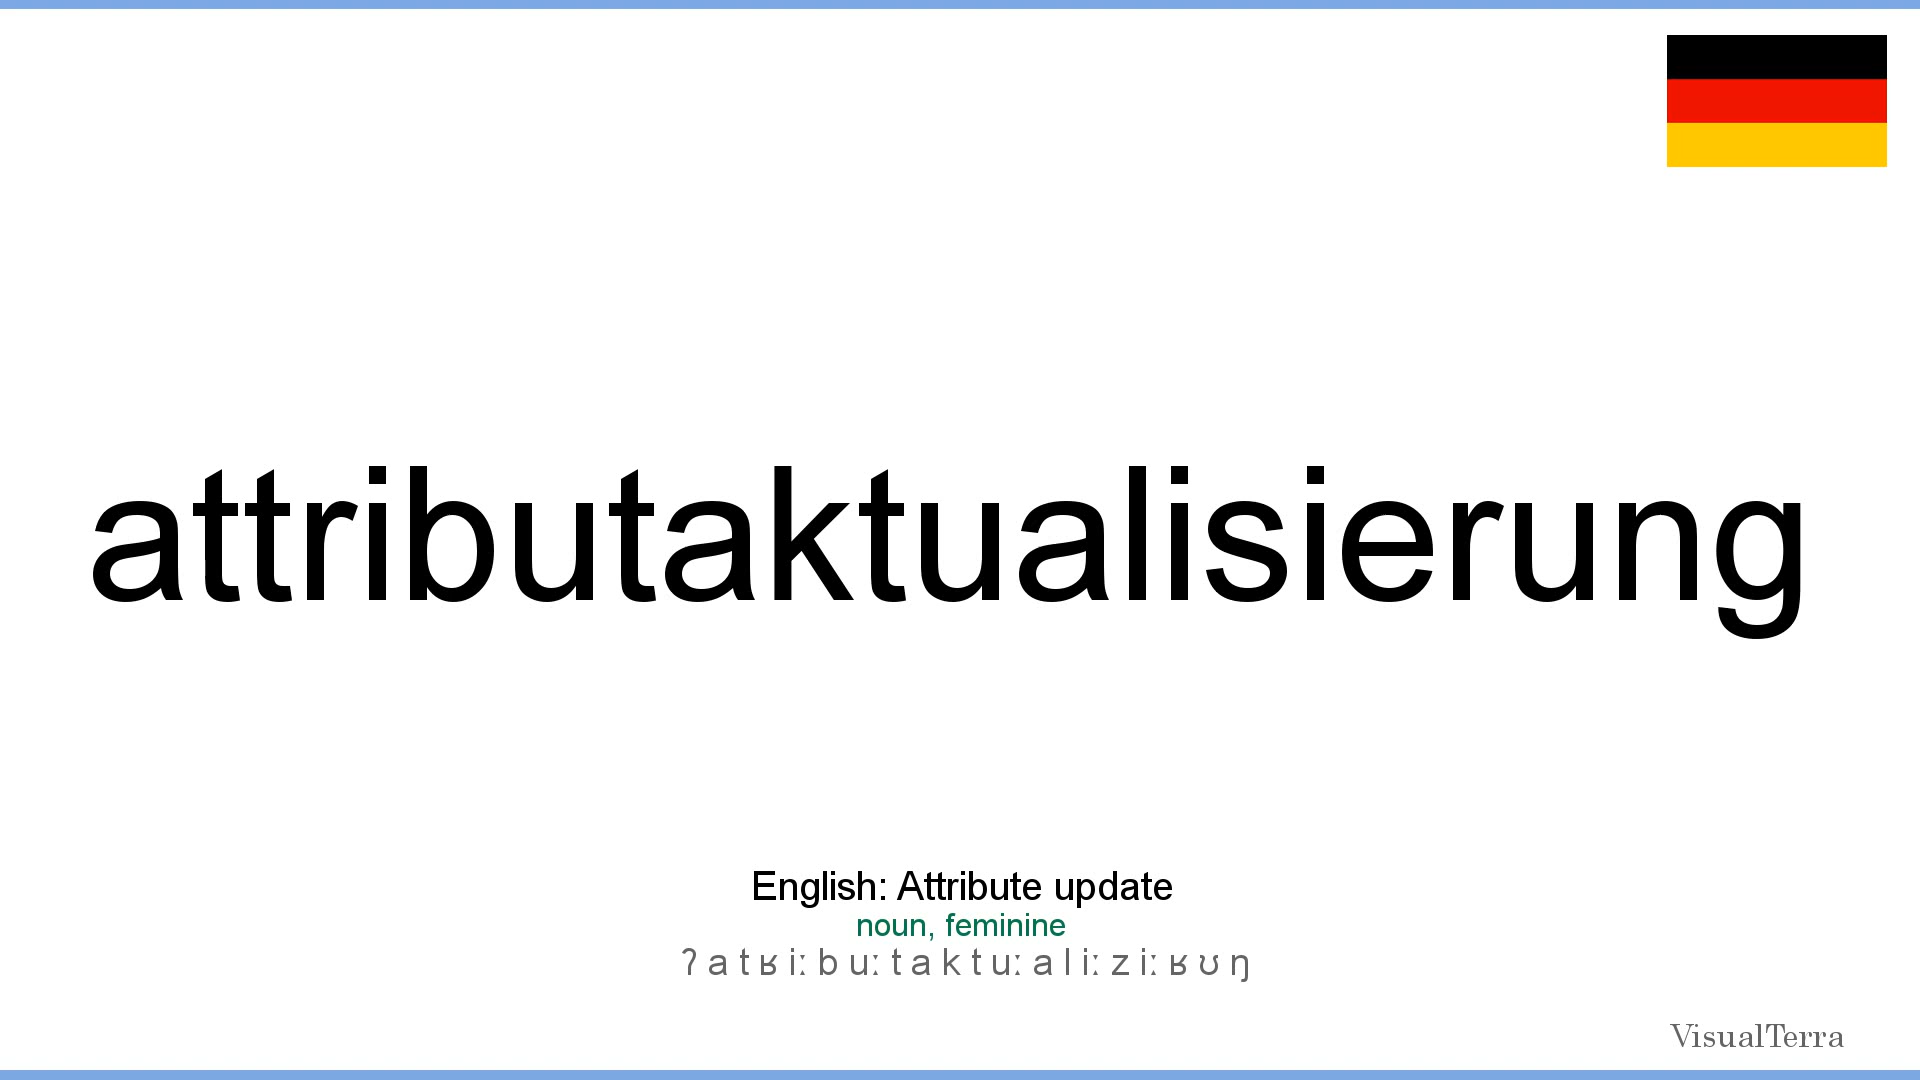 attributaktualisierung
English: Attribute update
noun, feminine
ʔ a t ʁ iː b uː t a k t uː a l iː z iː ʁ ʊ ŋ
VisualTerra